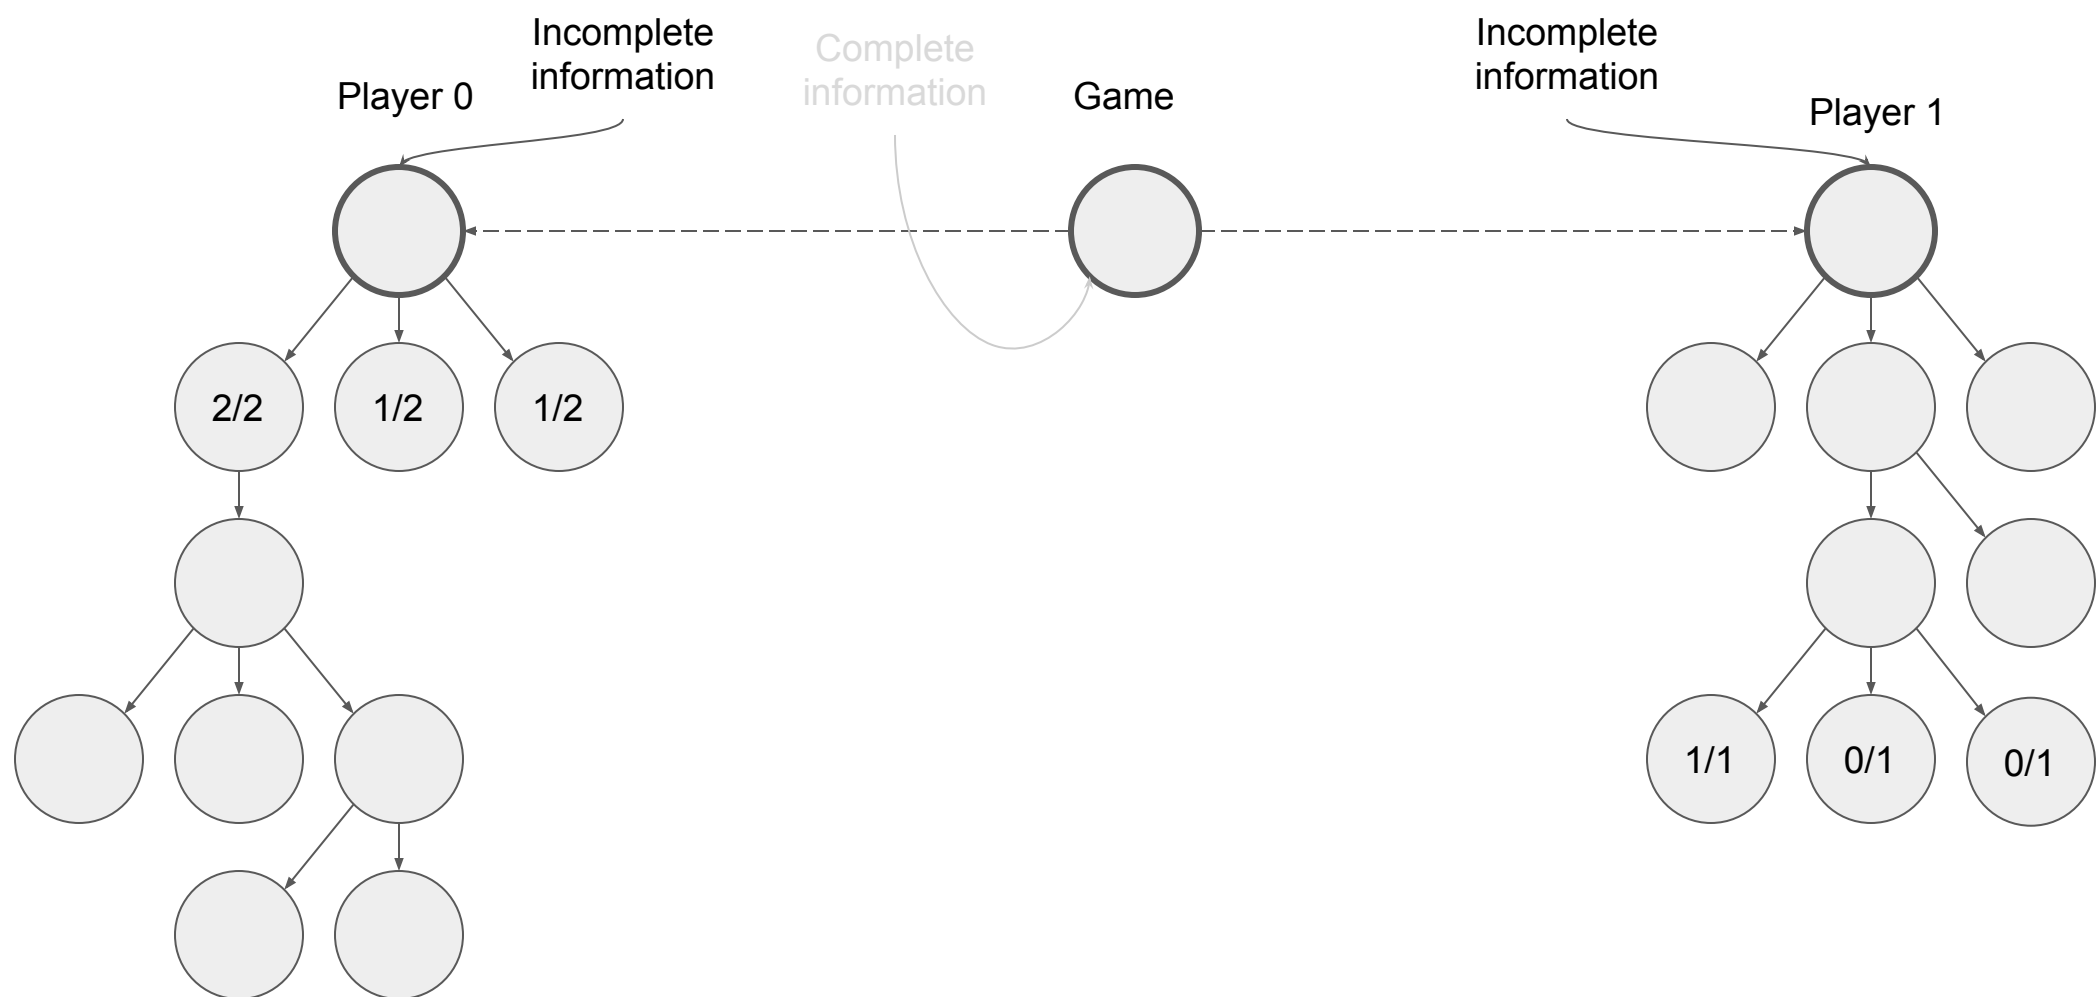 Incomplete
information
Complete
information
Incomplete
information
Player 0
Game
Player 1
2/2
1/2
1/2
1/1
0/1
0/1